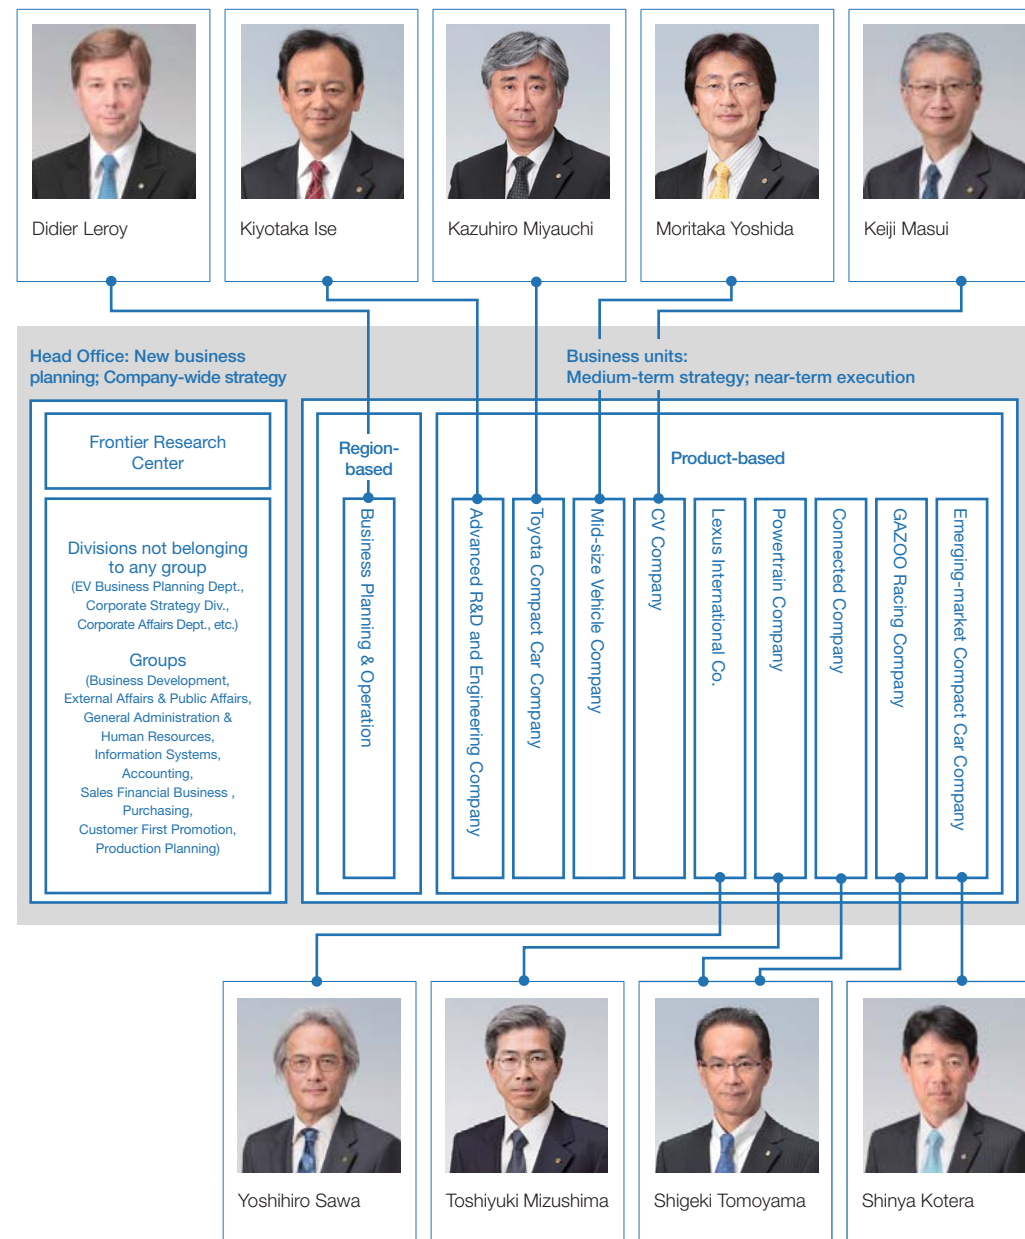 Didier Leroy
Kiyotaka Ise
Kazuhiro Miyauchi
Moritaka Yoshida
Keiji Masui
Head Office: New business
planning; Company-wide strategy
Business units:
Medium-term strategy; near-term execution
Frontier Research
Center
Divisions not belonging
to any group
(EV Business Planning Dept.,
Corporate Strategy Div.,
Corporate Affairs Dept., etc.)
Groups
(Business Development,
External Affairs & Public Affairs,
General Administration &
Human Resources,
Information Systems,
Accounting,
Sales Financial Business ,
Purchasing,
Customer First Promotion,
Production Planning)
Region-
based
Business Planning & Operation
Product-based
Advanced R&D and Engineering Company
Toyota Compact Car Company
Mid-size Vehicle Company
CV Company
Lexus International Co.
Powertrain Company
Connected Company
GAZOO Racing Company
Emerging-market Compact Car Company
Yoshihiro Sawa
Toshiyuki Mizushima
Shigeki Tomoyama
Shinya Kotera